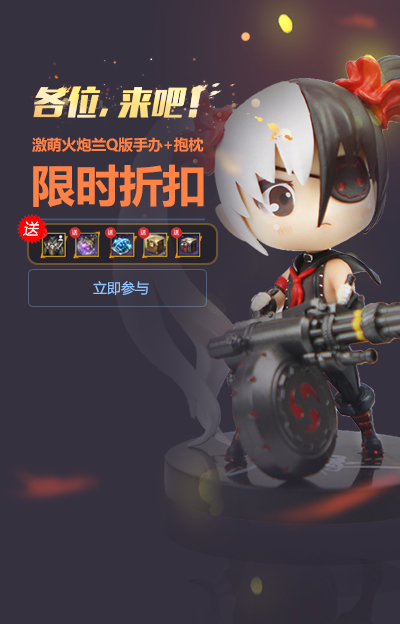 各位,来吧!
激萌火炮兰Q版手办+抱枕
限时折扣
送
送 送 送 送
立即参与